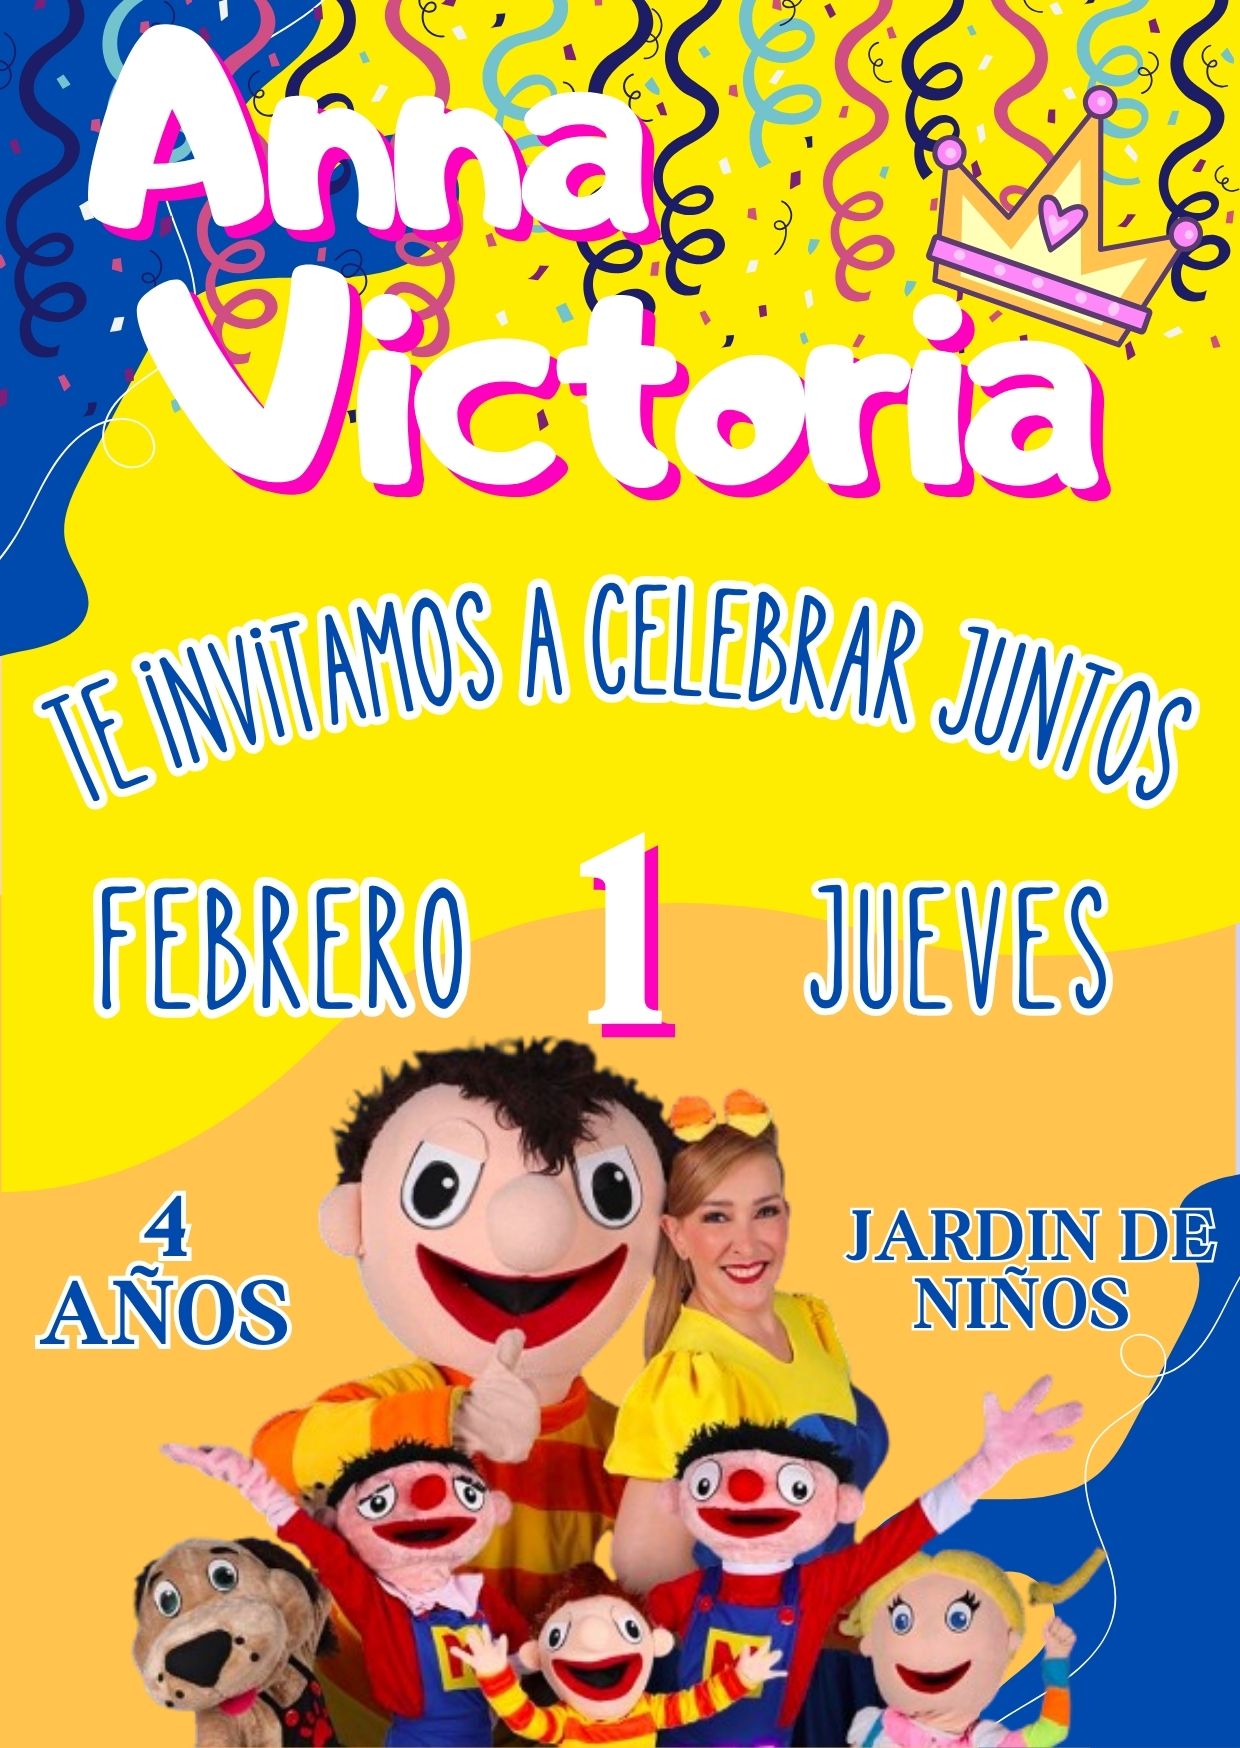 Anna
Victoria
TE INVITAMOS A CELEBRAR JUNTOS
FEBRERO 1 JUEVES
4
AÑOS
JARDIN DE
NIÑOS
N
N